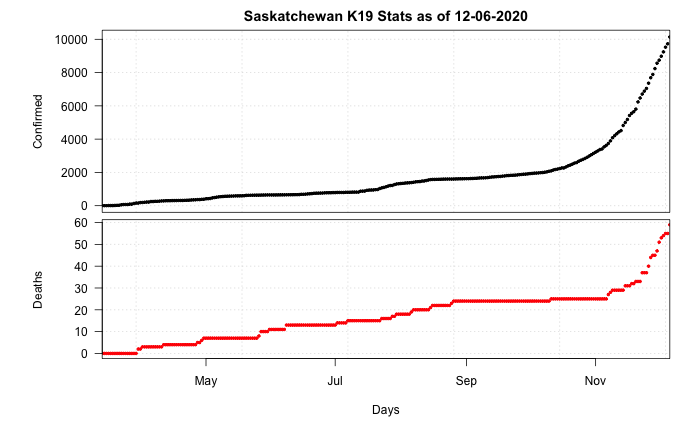 Saskatchewan K19 Stats as of 12-06-2020
Confirmed
10000
8000
6000
4000
2000
0
Deaths
60
50
40
30
20
10
0
May Jul Sep Nov
Days